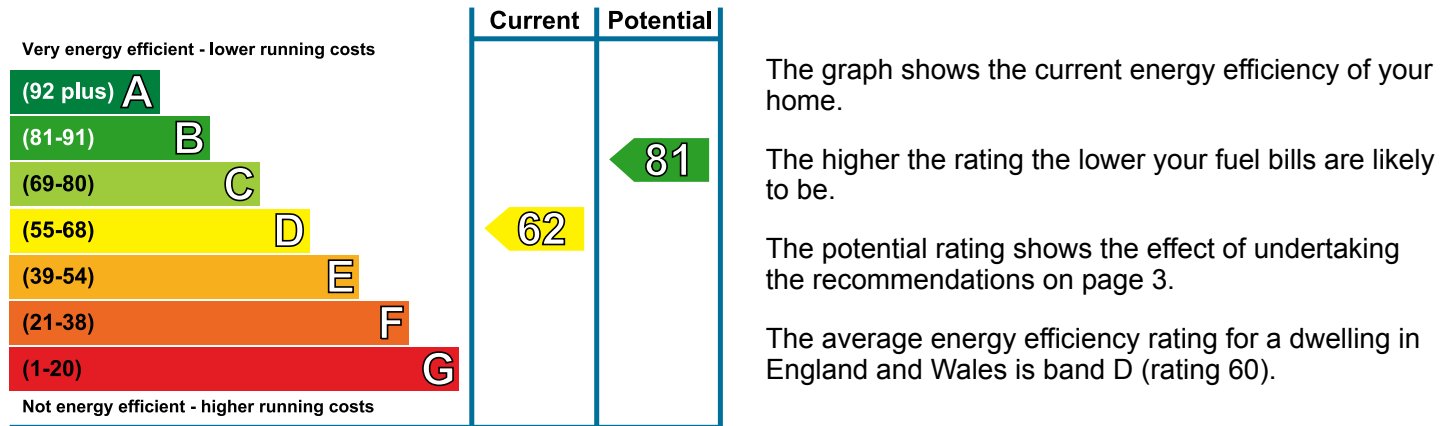 Current Potential
Very energy efficient - lower running costs
(92 plus) A
(81-91) B
(69-80) C
(55-68) D
(39-54) E
(21-38) F
(1-20) G
Not energy efficient - higher running costs
62
81
The graph shows the current energy efficiency of your
home.
The higher the rating the lower your fuel bills are likely
to be.
The potential rating shows the effect of undertaking
the recommendations on page 3.
The average energy efficiency rating for a dwelling in
England and Wales is band D (rating 60).